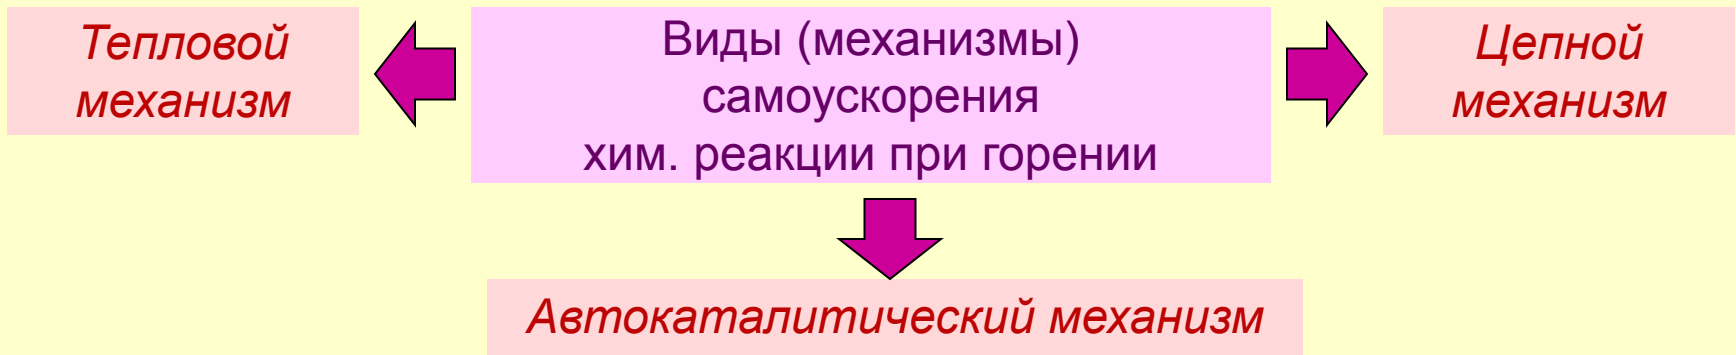 Тепловой
механизм
Виды (механизмы)
самоускорения
хим. реакции при горении
Цепной
механизм
Автокаталитический механизм